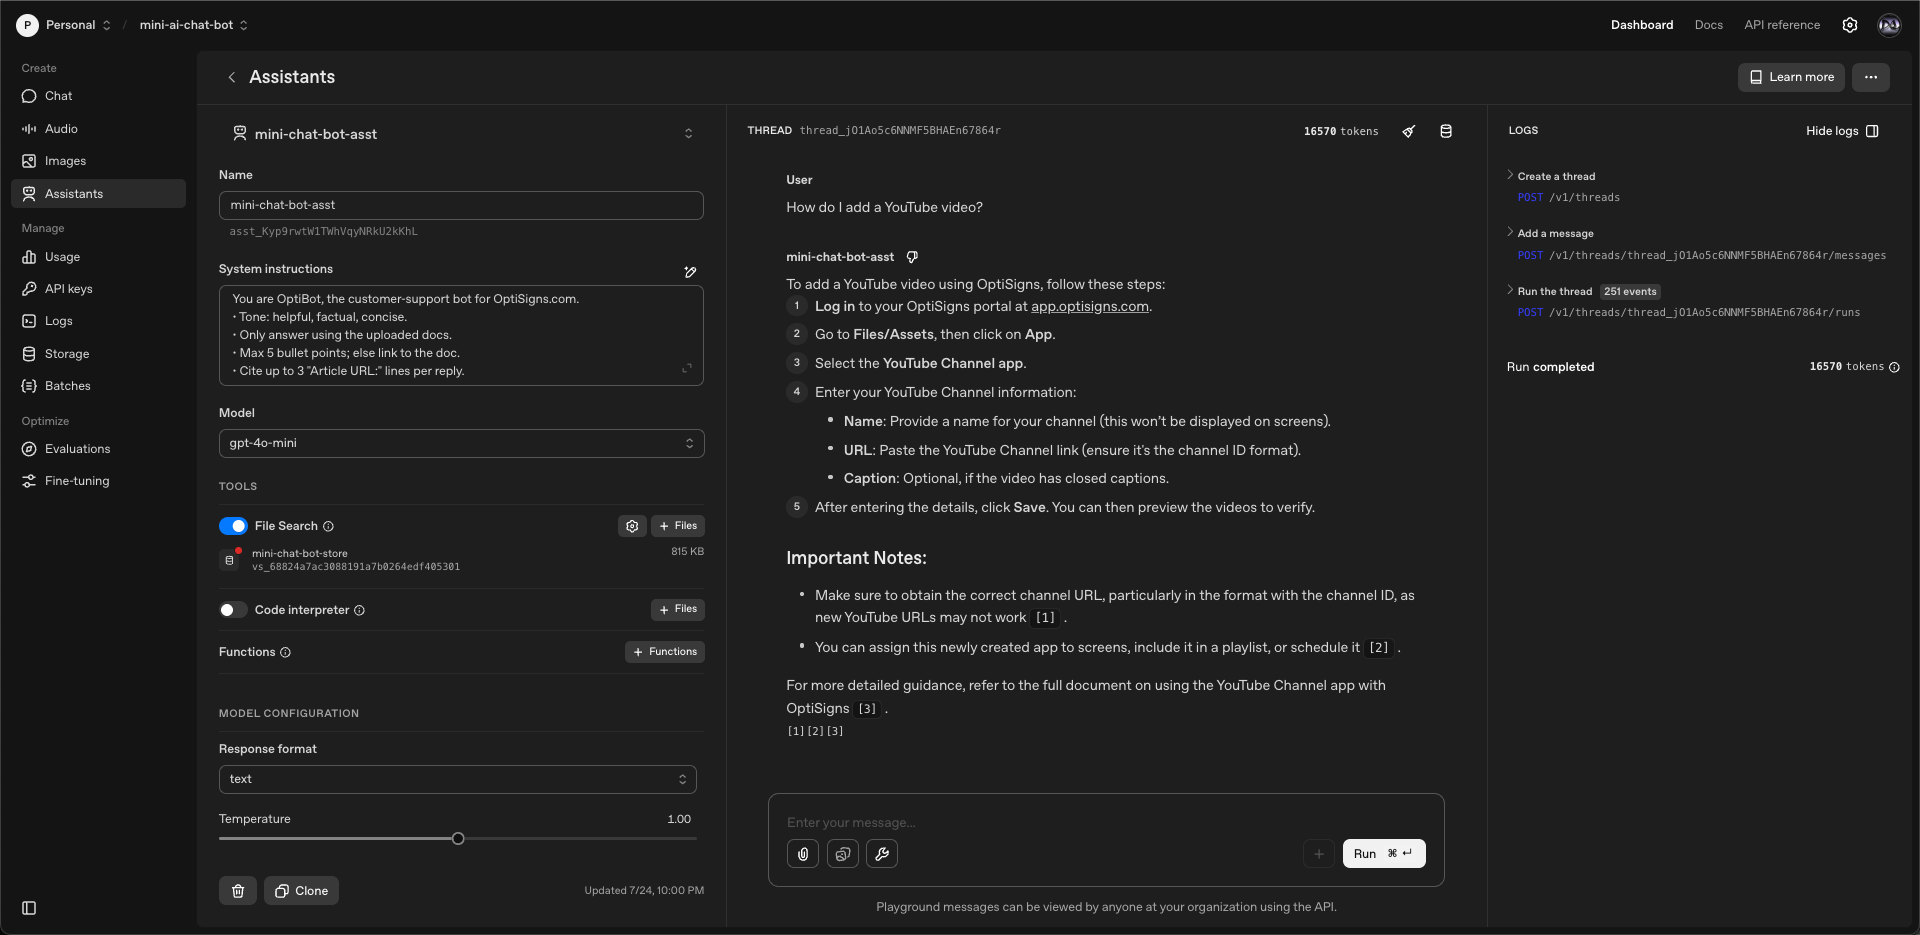 P Personal / mini-ai-chat-bot
Dashboard Docs API reference
Create
Chat
Audio
Images
Assistants
Manage
Usage
API keys
Logs
Storage
Batches
Optimize
Evaluations
Fine-tuning
Assistants
Learn more
mini-chat-bot-asst
Name
mini-chat-bot-asst
asst_Kyp9rwtW1TWhVqyNRkU2kKhL
System instructions
You are OptiBot, the customer-support bot for OptiSigns.com.
• Tone: helpful, factual, concise.
• Only answer using the uploaded docs.
• Max 5 bullet points; else link to the doc.
• Cite up to 3 "Article URL:" lines per reply.
Model
gpt-4o-mini
TOOLS
File Search
+ Files
mini-chat-bot-store
815 KB
vs_68824a7ac3088191a7b0264edf405301
Code interpreter
+ Files
Functions
+ Functions
MODEL CONFIGURATION
Response format
text
Temperature 1.00
Clone
Updated 7/24, 10:00 PM
THREAD thread_jO1Ao5c6NNMF5BHAEn67864r
16570 tokens
User
How do I add a YouTube video?
mini-chat-bot-asst
To add a YouTube video using OptiSigns, follow these steps:
1 Log in to your OptiSigns portal at app.optisigns.com.
2 Go to Files/Assets, then click on App.
3 Select the YouTube Channel app.
4 Enter your YouTube Channel information:
• Name: Provide a name for your channel (this won't be displayed on screens).
• URL: Paste the YouTube Channel link (ensure it's the channel ID format).
• Caption: Optional, if the video has closed captions.
5 After entering the details, click Save. You can then preview the videos to verify.
Important Notes:
• Make sure to obtain the correct channel URL, particularly in the format with the channel ID, as
new YouTube URLs may not work [1] .
• You can assign this newly created app to screens, include it in a playlist, or schedule it [2] .
For more detailed guidance, refer to the full document on using the YouTube Channel app with
OptiSigns [3] .
[1][2][3]
Enter your message...
Run ⌘ ↵
Playground messages can be viewed by anyone at your organization using the API.
LOGS
Hide logs
Create a thread
POST /v1/threads
Add a message
POST /v1/threads/thread_jO1Ao5c6NNMF5BHAEn67864r/messages
Run the thread 251 events
POST /v1/threads/thread_jO1Ao5c6NNMF5BHAEn67864r/runs
Run completed
16570 tokens